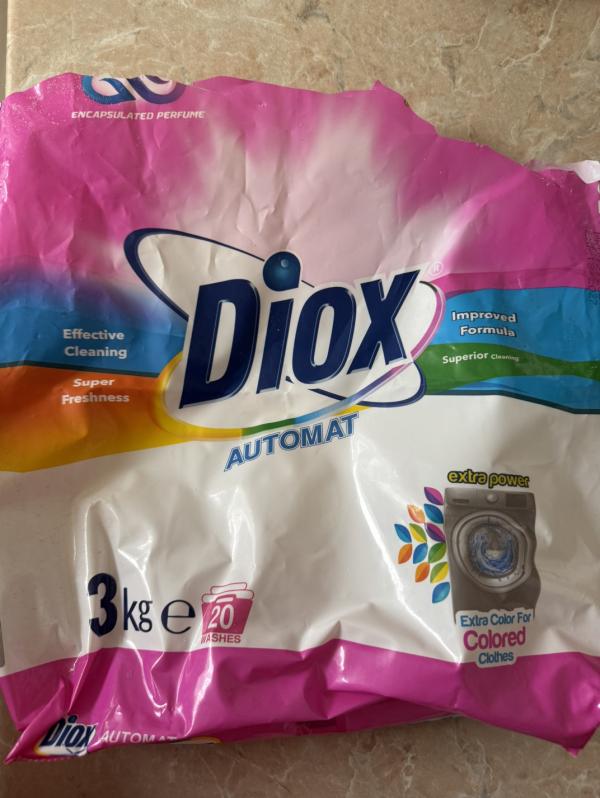 ENCAPSULATED PERFUME
Diox®
AUTOMAT
Effective
Cleaning
Super
Freshness
Improved
Formula
Superior Cleaning
extra power
3kg ℮
20
WASHES
Extra Color For
Colored
Clothes
Diox AUTOMAT